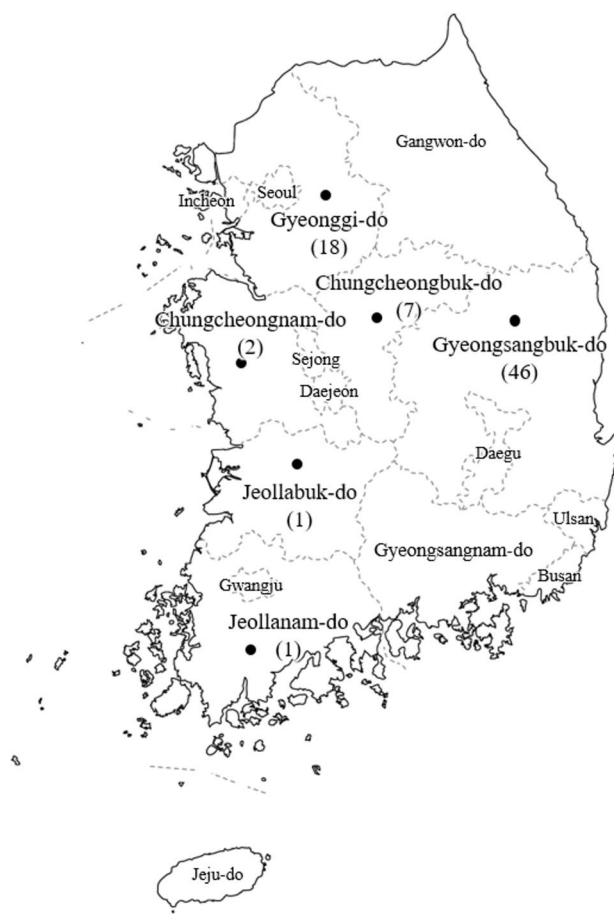 Gangwon-do
Incheon
Seoul
Gyeonggi-do
(18)
Chungcheongbuk-do
(7)
Chungcheongnam-do
(2)
Gyeongsangbuk-do
(46)
Sejong
Daejeon
Daegu
Jeollabuk-do
(1)
Ulsan
Gyeongsangnam-do
Busan
Gwangju
Jeollanam-do
(1)
Jeju-do